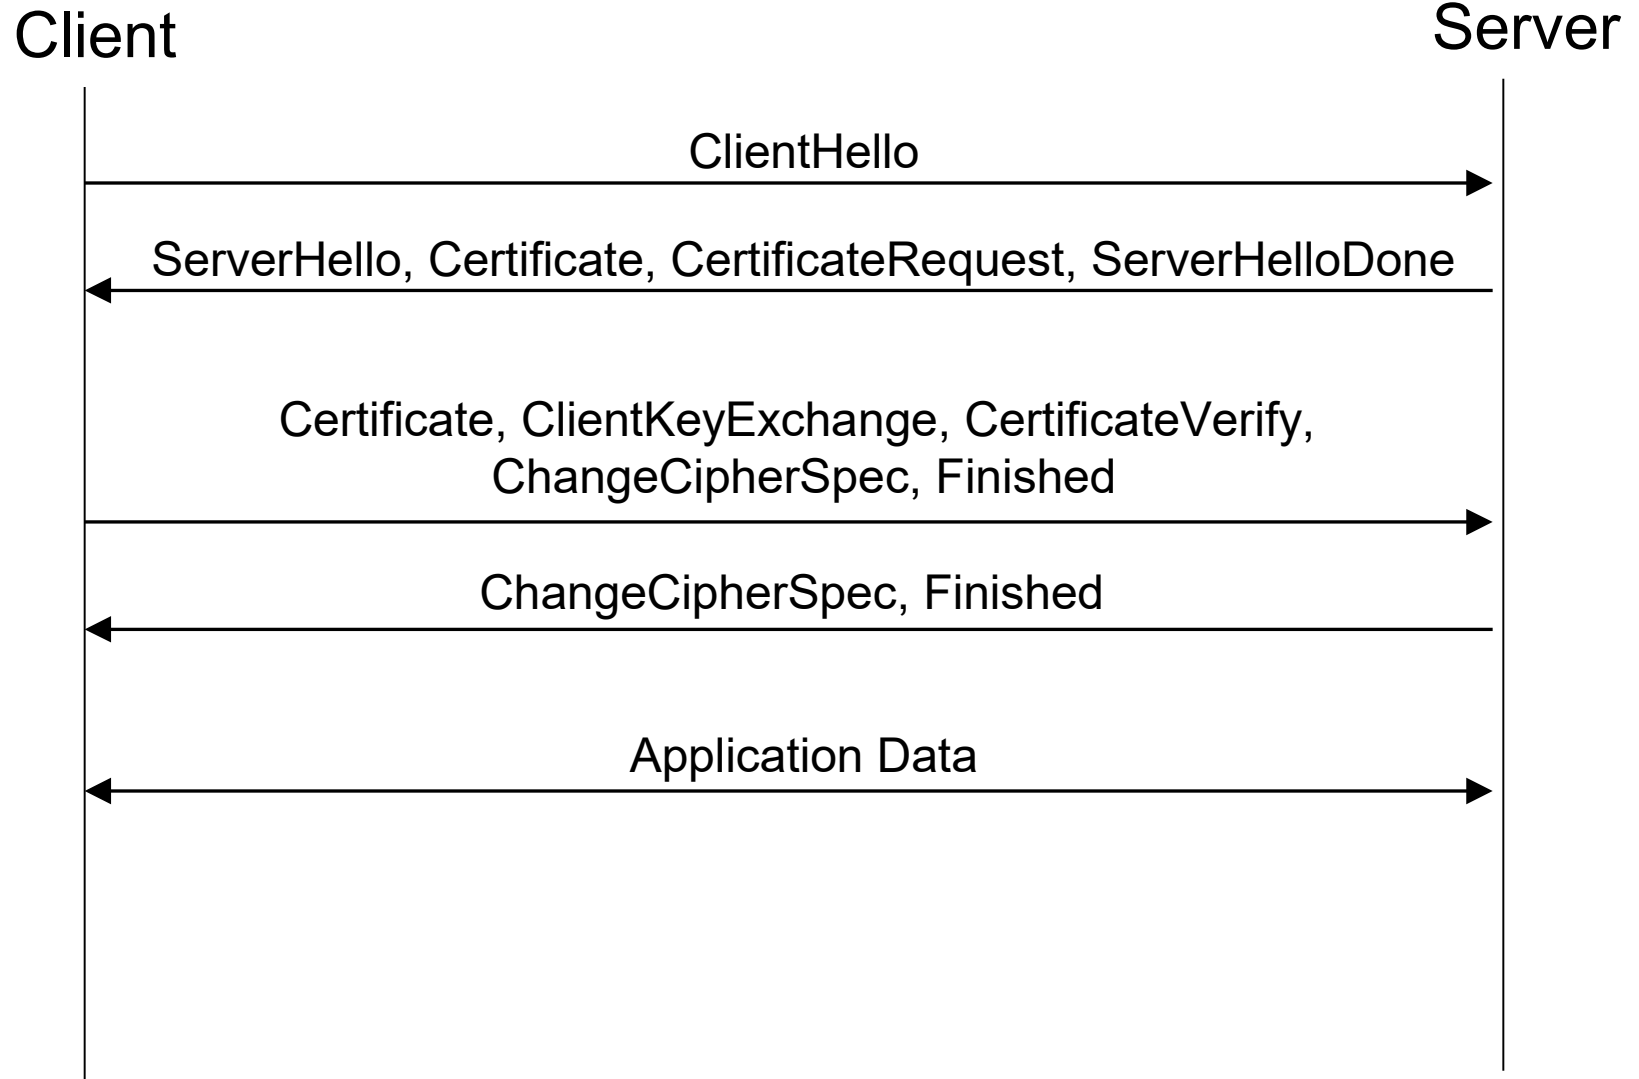 Client
Server
ClientHello
ServerHello, Certificate, CertificateRequest, ServerHelloDone
Certificate, ClientKeyExchange, CertificateVerify,
ChangeCipherSpec, Finished
ChangeCipherSpec, Finished
Application Data